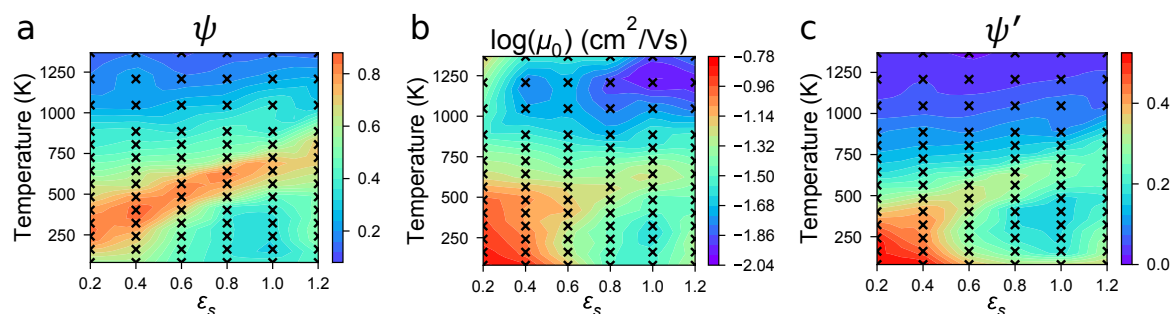 a
ψ
Temperature (K)
1250
1000
750
500
250
0.2 0.4 0.6 0.8 1.0 1.2
ε_s
0.8
0.6
0.4
0.2
b
log(μ₀) (cm²/Vs)
Temperature (K)
1250
1000
750
500
250
0.2 0.4 0.6 0.8 1.0 1.2
ε_s
−0.78
−0.96
−1.14
−1.32
−1.50
−1.68
−1.86
−2.04
c
ψ′
Temperature (K)
1250
1000
750
500
250
0.2 0.4 0.6 0.8 1.0 1.2
ε_s
0.4
0.2
0.0